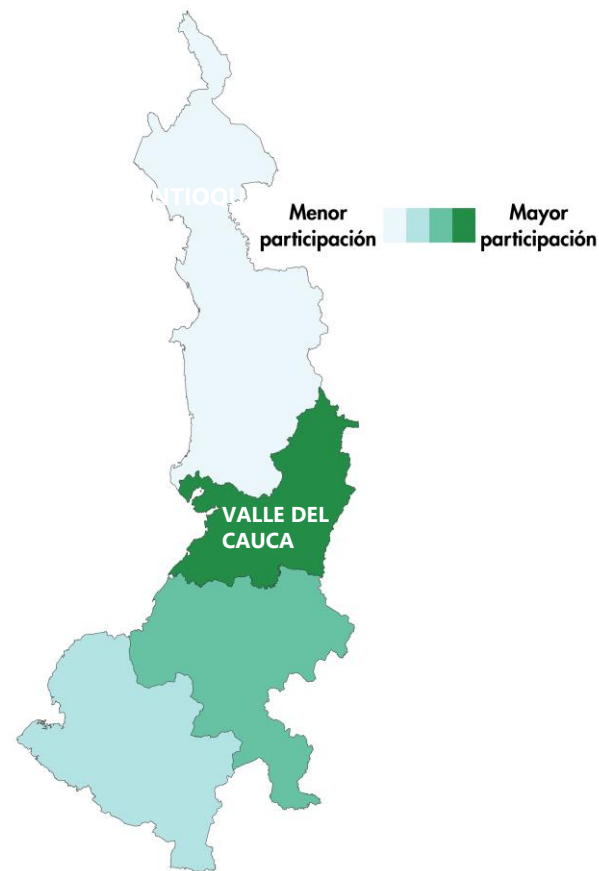 Menor
participación
Mayor
participación
VALLE DEL
CAUCA